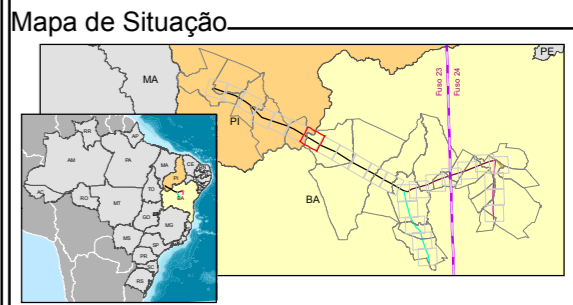 Mapa de Situação
PE
MA
Fuso 23
Fuso 24
PI
BA
RR
AP
AM
PA
MA
CE
PI
AC
RO
TO
BA
MT
GO
MG
MS
SP
PR
SC
RS